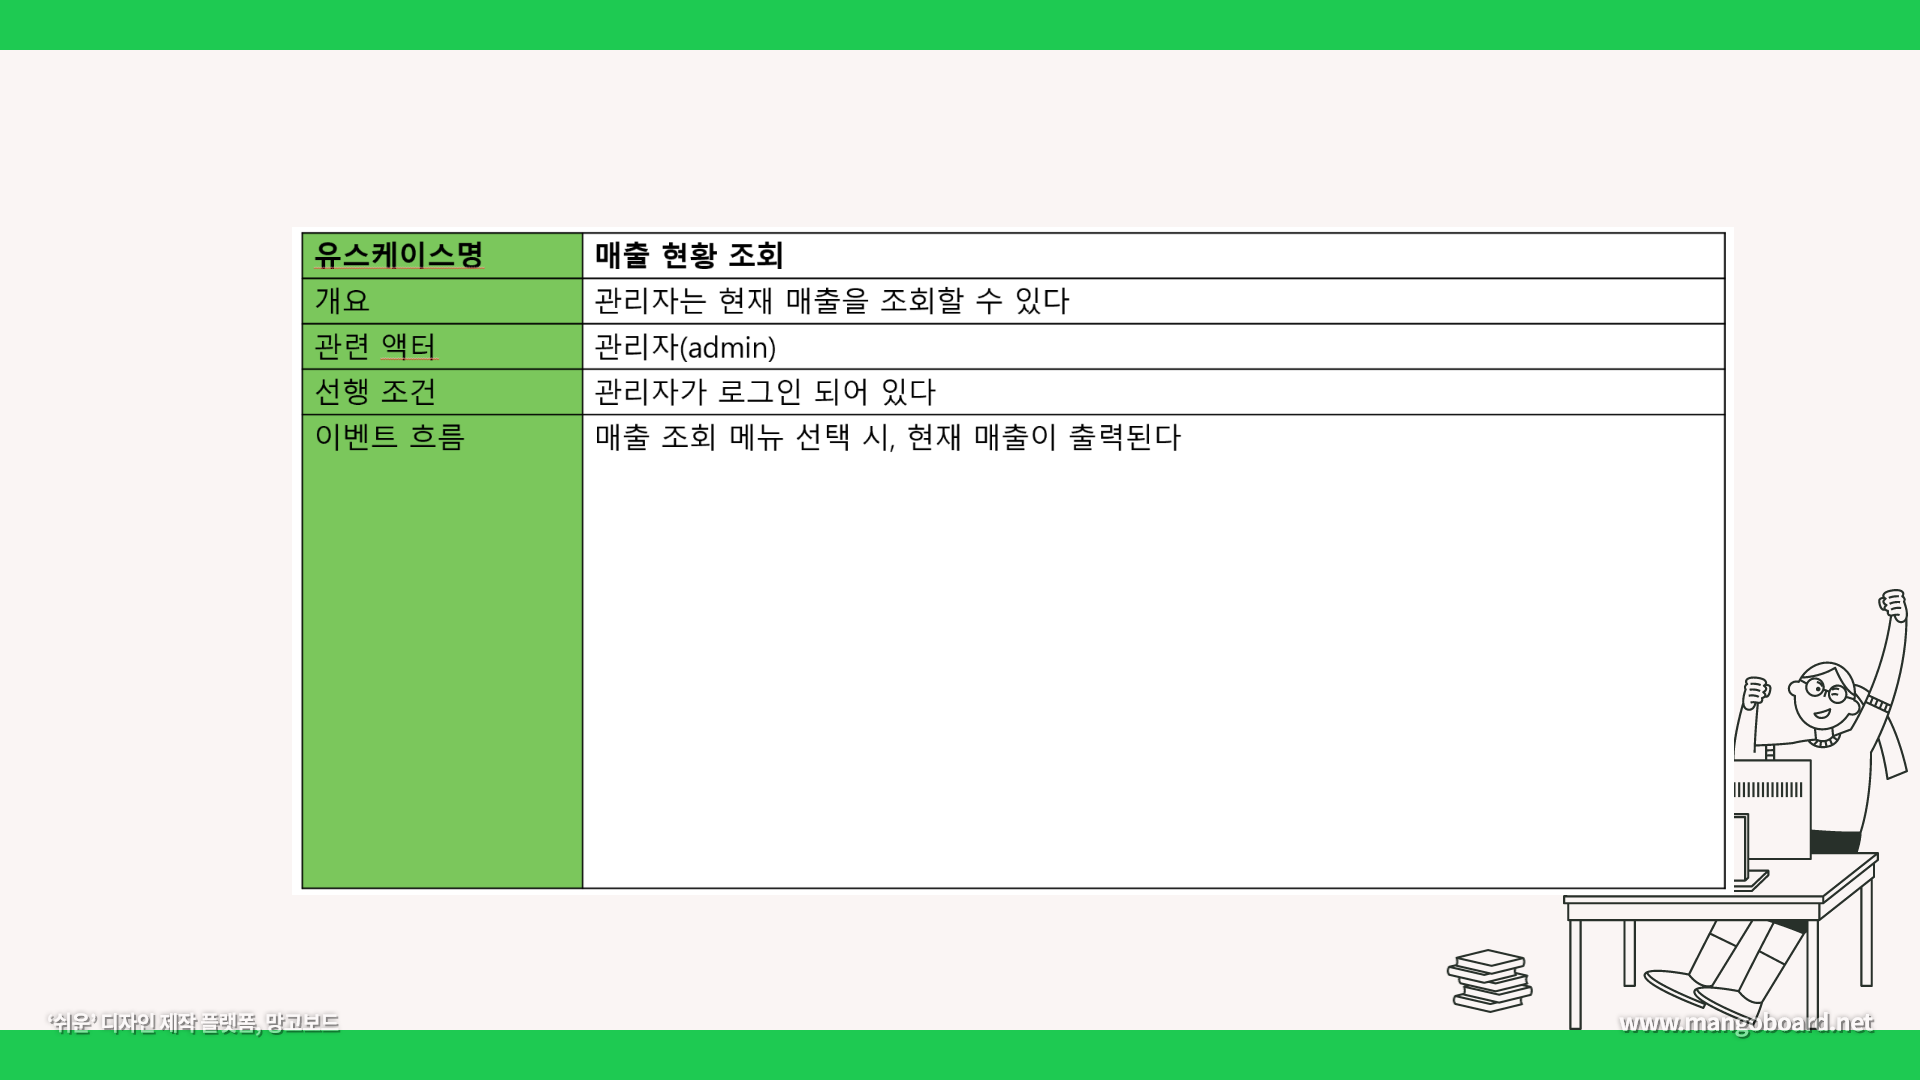 유스케이스명 매출 현황 조회
개요 관리자는 현재 매출을 조회할 수 있다
관련 액터 관리자(admin)
선행 조건 관리자가 로그인 되어 있다
이벤트 흐름 매출 조회 메뉴 선택 시, 현재 매출이 출력된다
‘쉬운’ 디자인 제작 플랫폼, 망고보드
www.mangoboard.net